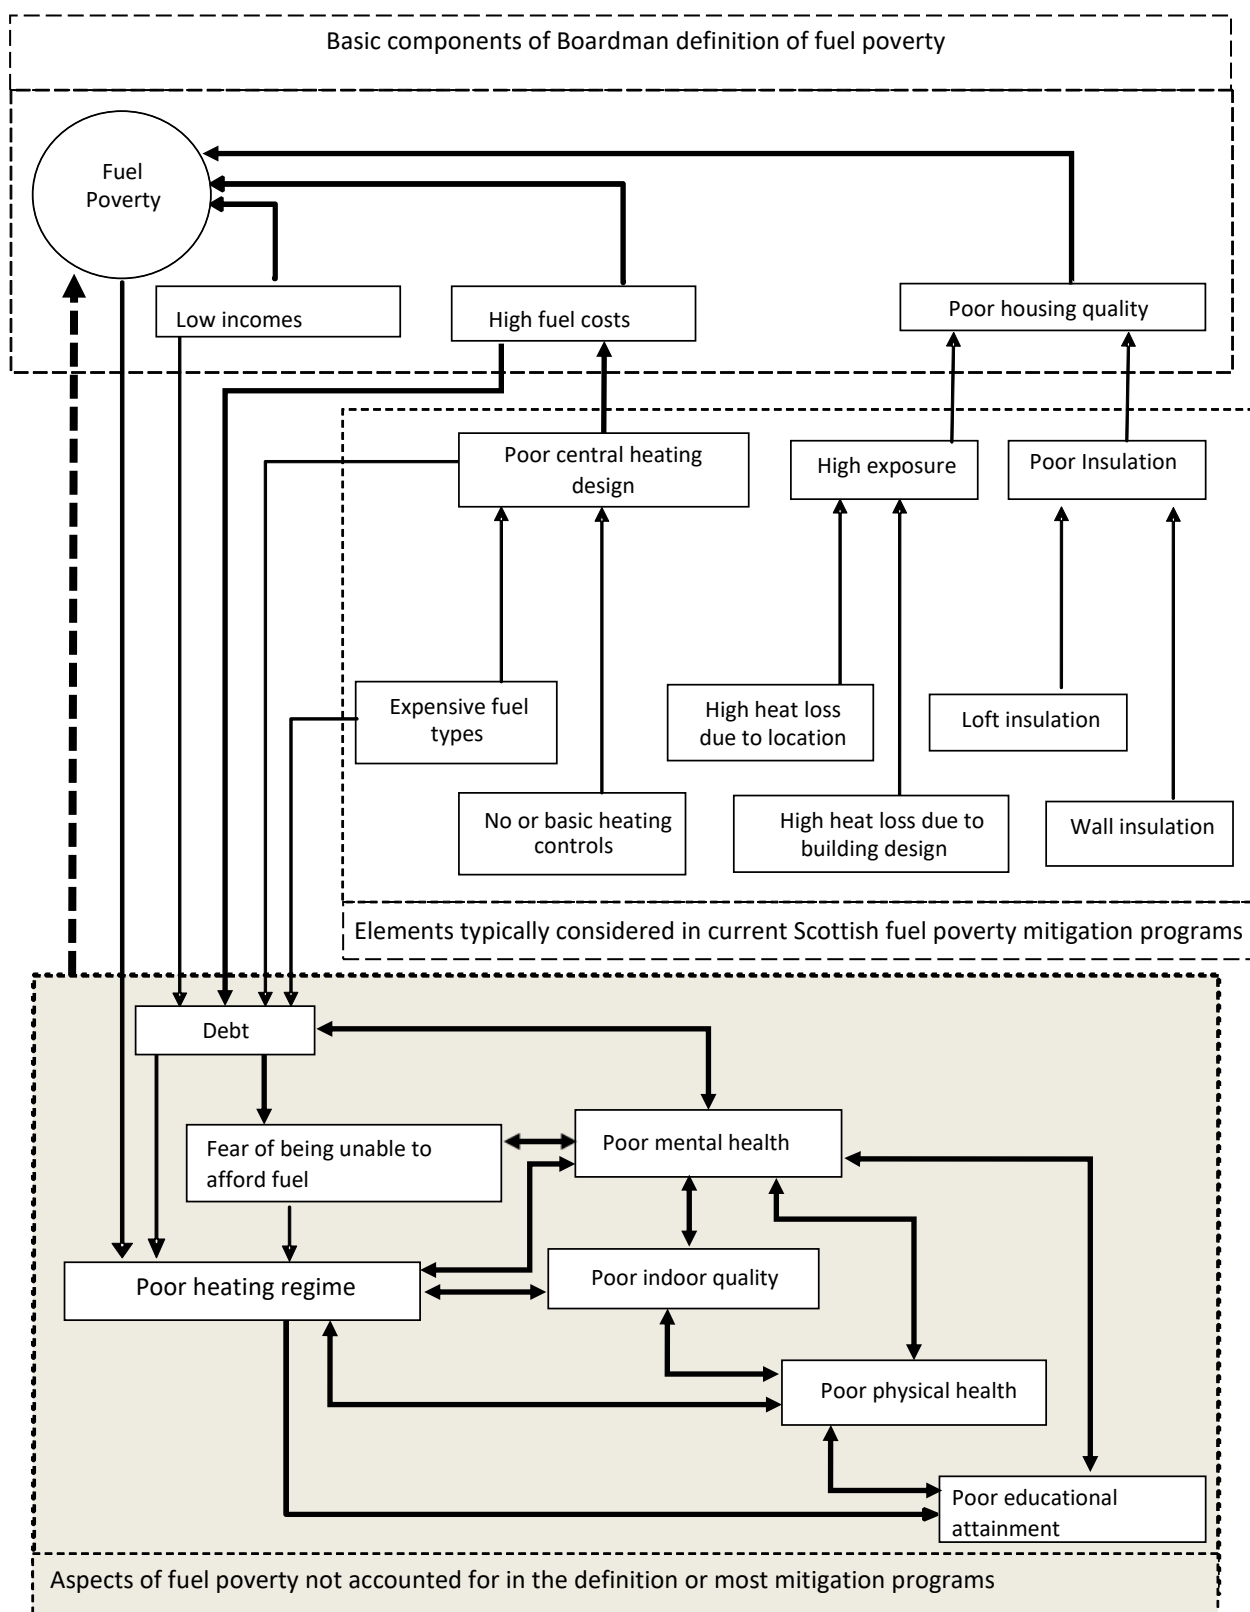 Basic components of Boardman definition of fuel poverty
Fuel
Poverty
Low incomes
High fuel costs
Poor housing quality
Poor central heating
design
High exposure
Poor Insulation
Expensive fuel
types
High heat loss
due to location
Loft insulation
No or basic heating
controls
High heat loss due to
building design
Wall insulation
Elements typically considered in current Scottish fuel poverty mitigation programs
Debt
Fear of being unable to
afford fuel
Poor mental health
Poor heating regime
Poor indoor quality
Poor physical health
Poor educational
attainment
Aspects of fuel poverty not accounted for in the definition or most mitigation programs